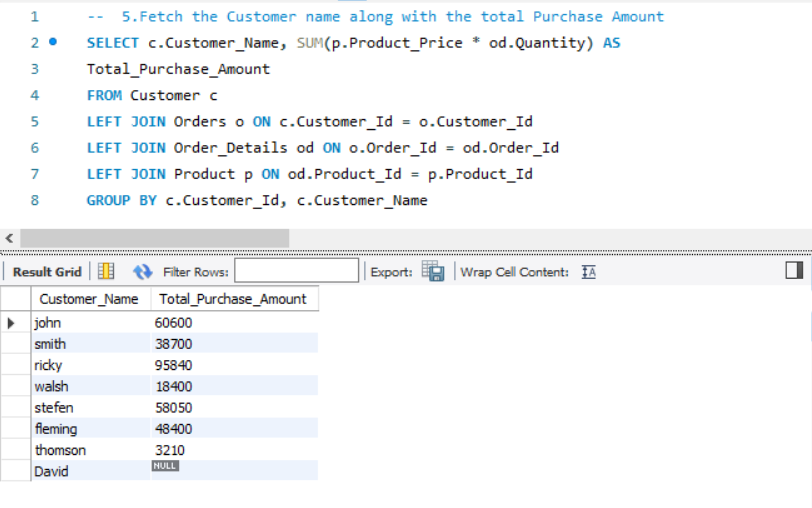 1 -- 5.Fetch the Customer name along with the total Purchase Amount
2 SELECT c.Customer_Name, SUM(p.Product_Price * od.Quantity) AS
3 Total_Purchase_Amount
4 FROM Customer c
5 LEFT JOIN Orders o ON c.Customer_Id = o.Customer_Id
6 LEFT JOIN Order_Details od ON o.Order_Id = od.Order_Id
7 LEFT JOIN Product p ON od.Product_Id = p.Product_Id
8 GROUP BY c.Customer_Id, c.Customer_Name
Result Grid Filter Rows: Export: Wrap Cell Content: IA
Customer_Name Total_Purchase_Amount
john 60600
smith 38700
ricky 95840
walsh 18400
stefen 58050
fleming 48400
thomson 3210
David NULL